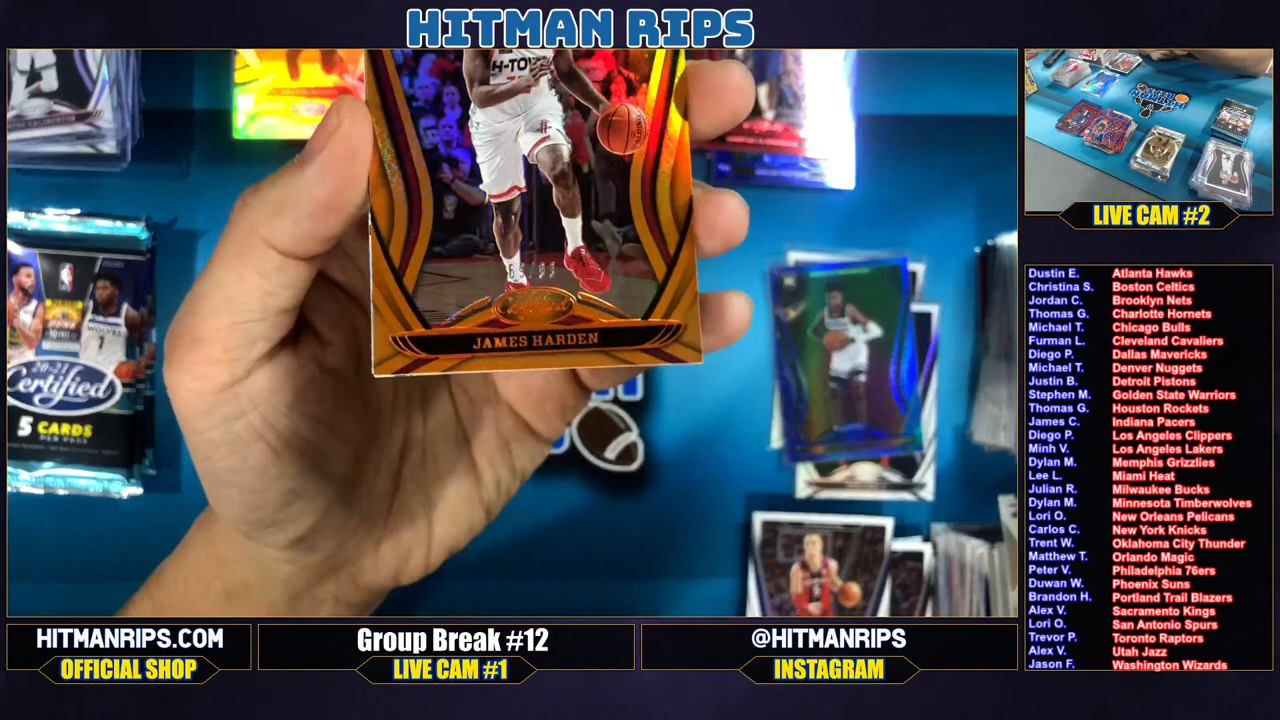 HITMAN RIPS
H-TOWN
JAMES HARDEN
WOLVES
20-21
Certified
5 CARDS
PER PACK
LIVE CAM #2
Dustin E. Atlanta Hawks
Christina S. Boston Celtics
Jordan C. Brooklyn Nets
Thomas G. Charlotte Hornets
Michael T. Chicago Bulls
Furman L. Cleveland Cavaliers
Diego P. Dallas Mavericks
Michael T. Denver Nuggets
Justin B. Detroit Pistons
Stephen M. Golden State Warriors
Thomas G. Houston Rockets
James C. Indiana Pacers
Diego P. Los Angeles Clippers
Minh V. Los Angeles Lakers
Dylan M. Memphis Grizzlies
Lee L. Miami Heat
Julian R. Milwaukee Bucks
Dylan M. Minnesota Timberwolves
Lori O. New Orleans Pelicans
Carlos C. New York Knicks
Trent W. Oklahoma City Thunder
Matthew T. Orlando Magic
Peter V. Philadelphia 76ers
Duwan W. Phoenix Suns
Brandon H. Portland Trail Blazers
Alex V. Sacramento Kings
Lori O. San Antonio Spurs
Trevor P. Toronto Raptors
Alex V. Utah Jazz
Jason F. Washington Wizards
HITMANRIPS.COM
OFFICIAL SHOP
Group Break #12
LIVE CAM #1
@HITMANRIPS
INSTAGRAM